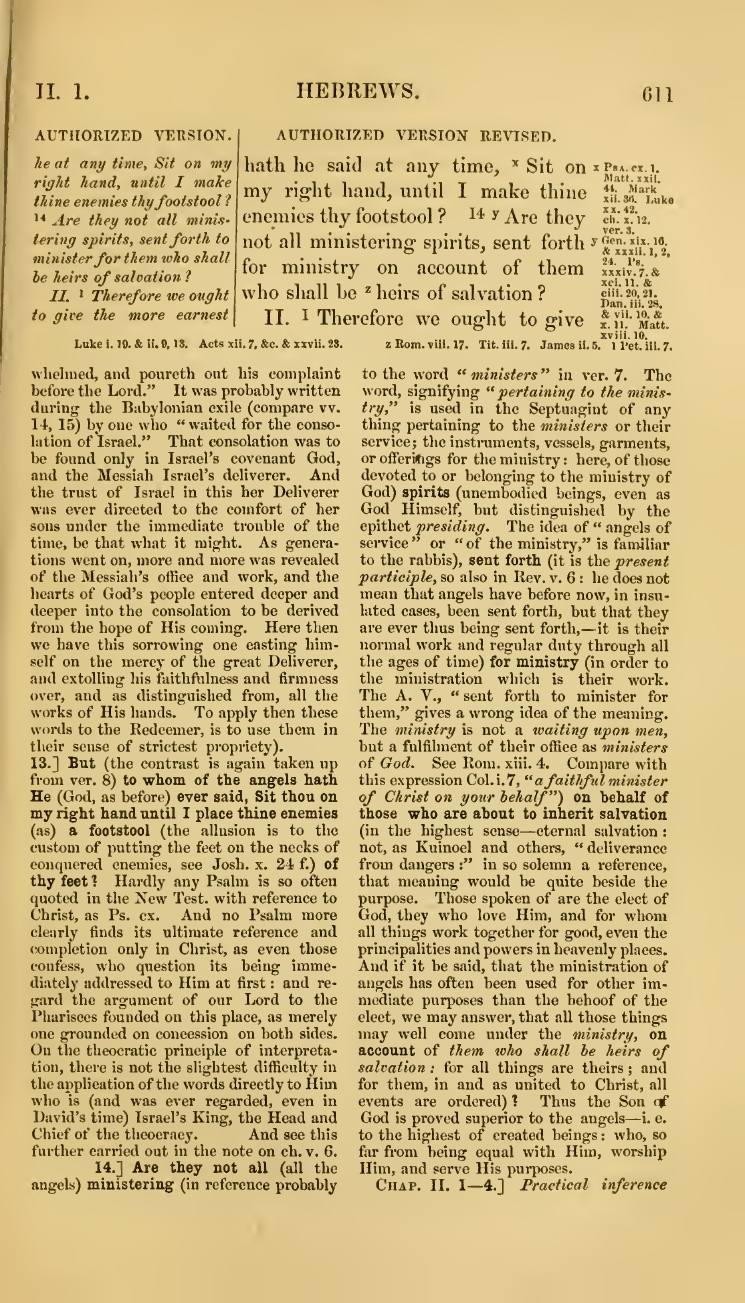 II. 1.
HEBREWS.
611
AUTHORIZED VERSION.
he at any time, Sit on my
right hand, until I make
thine enemies thy footstool?
14 Are they not all minis-
tering spirits, sent forth to
minister for them who shall
be heirs of salvation?
II. 1 Therefore we ought
to give the more earnest
AUTHORIZED VERSION REVISED.
hath he said at any time, x Sit on
my right hand, until I make thine
enemies thy footstool? 14 y Are they
not all ministering spirits, sent forth
for ministry on account of them
who shall be z heirs of salvation?
II. 1 Therefore we ought to give
x Psa. cx. 1.
Matt. xxii.
44. Mark
xii. 36. Luke
xx. 42.
ch. x. 12.
ver. 3.
y Gen. xix. 16.
& xxxii. 1, 2,
24. Ps.
xxxiv. 7. &
xci. 11. &
ciii. 20, 21.
Dan. iii. 28.
& vii. 10. &
x. 11. Matt.
xviii. 10.
Luke i. 19. & ii. 9, 13. Acts xii. 7, &c. & xxvii. 23.
z Rom. viii. 17. Tit. iii. 7. James ii. 5. 1 Pet. iii. 7.
whelmed, and poureth out his complaint
before the Lord." It was probably written
during the Babylonian exile (compare vv.
14, 15) by one who "waited for the conso-
lation of Israel." That consolation was to
be found only in Israel's covenant God,
and the Messiah Israel's deliverer. And
the trust of Israel in this her Deliverer
was ever directed to the comfort of her
sons under the immediate trouble of the
time, be that what it might. As genera-
tions went on, more and more was revealed
of the Messiah's office and work, and the
hearts of God's people entered deeper and
deeper into the consolation to be derived
from the hope of His coming. Here then
we have this sorrowing one casting him-
self on the mercy of the great Deliverer,
and extolling his faithfulness and firmness
over, and as distinguished from, all the
works of His hands. To apply then these
words to the Redeemer, is to use them in
their sense of strictest propriety).
13.] But (the contrast is again taken up
from ver. 8) to whom of the angels hath
He (God, as before) ever said, Sit thou on
my right hand until I place thine enemies
(as) a footstool (the allusion is to the
custom of putting the feet on the necks of
conquered enemies, see Josh. x. 24 f.) of
thy feet? Hardly any Psalm is so often
quoted in the New Test. with reference to
Christ, as Ps. cx. And no Psalm more
clearly finds its ultimate reference and
completion only in Christ, as even those
confess, who question its being imme-
diately addressed to Him at first: and re-
gard the argument of our Lord to the
Pharisees founded on this place, as merely
one grounded on concession on both sides.
On the theocratic principle of interpreta-
tion, there is not the slightest difficulty in
the application of the words directly to Him
who is (and was ever regarded, even in
David's time) Israel's King, the Head and
Chief of the theocracy. And see this
further carried out in the note on ch. v. 6.
14.] Are they not all (all the
angels) ministering (in reference probably
to the word "ministers" in ver. 7. The
word, signifying "pertaining to the minis-
try," is used in the Septuagint of any
thing pertaining to the ministers or their
service; the instruments, vessels, garments,
or offerings for the ministry: here, of those
devoted to or belonging to the ministry of
God) spirits (unembodied beings, even as
God Himself, but distinguished by the
epithet presiding. The idea of "angels of
service" or "of the ministry," is familiar
to the rabbis), sent forth (it is the present
participle, so also in Rev. v. 6: he does not
mean that angels have before now, in insu-
lated cases, been sent forth, but that they
are ever thus being sent forth,—it is their
normal work and regular duty through all
the ages of time) for ministry (in order to
the ministration which is their work.
The A. V., "sent forth to minister for
them," gives a wrong idea of the meaning.
The ministry is not a waiting upon men,
but a fulfilment of their office as ministers
of God. See Rom. xiii. 4. Compare with
this expression Col. i. 7, "a faithful minister
of Christ on your behalf") on behalf of
those who are about to inherit salvation
(in the highest sense—eternal salvation:
not, as Kuinoel and others, "deliverance
from dangers:" in so solemn a reference,
that meaning would be quite beside the
purpose. Those spoken of are the elect of
God, they who love Him, and for whom
all things work together for good, even the
principalities and powers in heavenly places.
And if it be said, that the ministration of
angels has often been used for other im-
mediate purposes than the behoof of the
elect, we may answer, that all those things
may well come under the ministry, on
account of them who shall be heirs of
salvation: for all things are theirs; and
for them, in and as united to Christ, all
events are ordered)? Thus the Son of
God is proved superior to the angels—i. e.
to the highest of created beings: who, so
far from being equal with Him, worship
Him, and serve His purposes.
CHAP. II. 1—4.] Practical inference